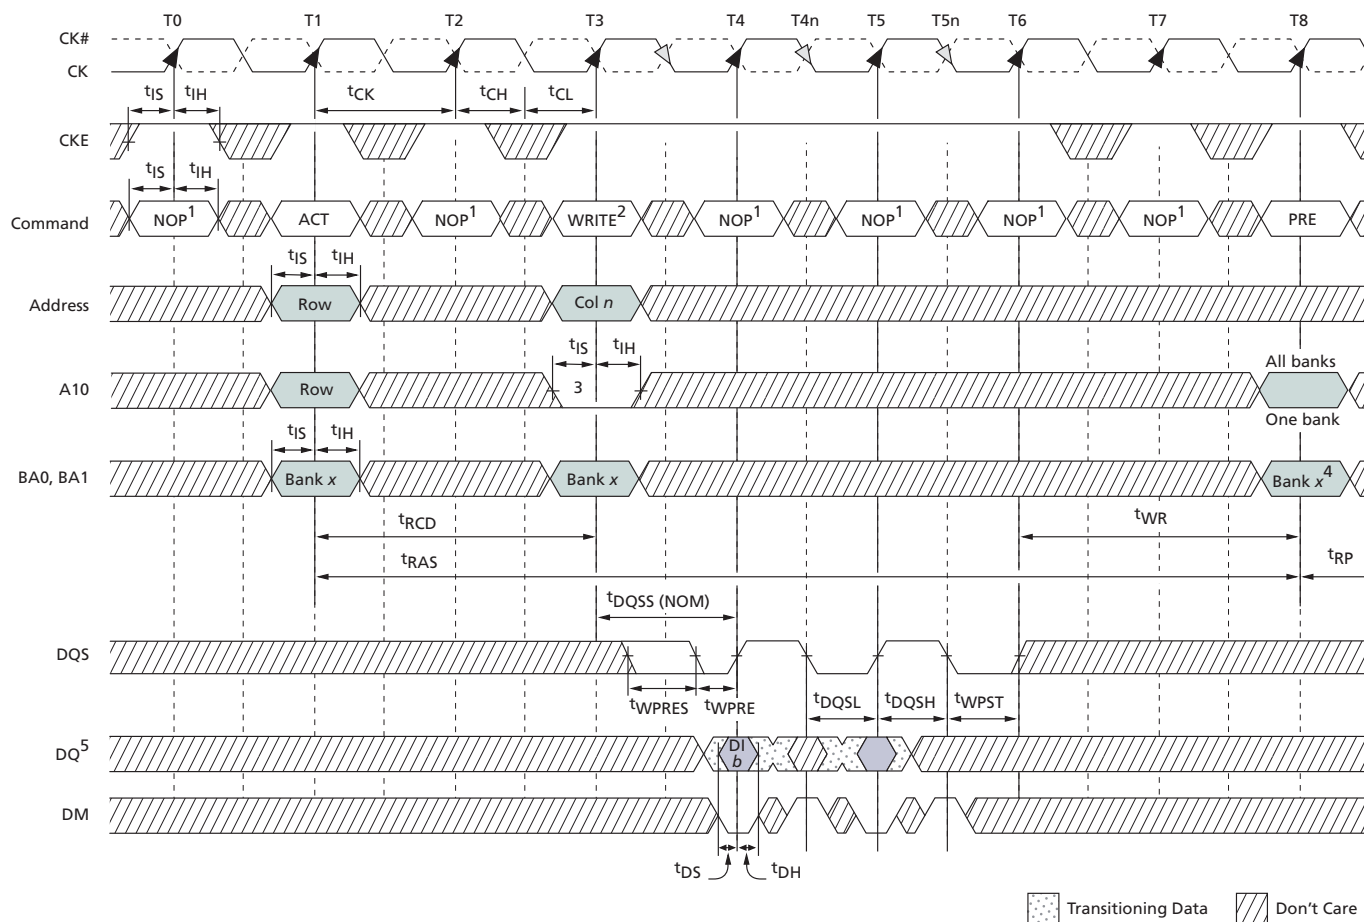 T0 T1 T2 T3 T4 T4n T5 T5n T6 T7 T8
CK#
CK
tIS tIH tCK tCH tCL
CKE
tIS tIH
Command NOP1 ACT NOP1 WRITE2 NOP1 NOP1 NOP1 NOP1 PRE
tIS tIH
Address Row Col n
tIS tIH All banks
A10 Row 3
One bank
tIS tIH
BA0, BA1 Bank x Bank x Bank x4
tRCD tWR
tRAS tRP
tDQSS (NOM)
DQS
tWPRES tWPRE tDQSL tDQSH tWPST
DQ5 DI
b
DM
tDS tDH
Transitioning Data Don't Care